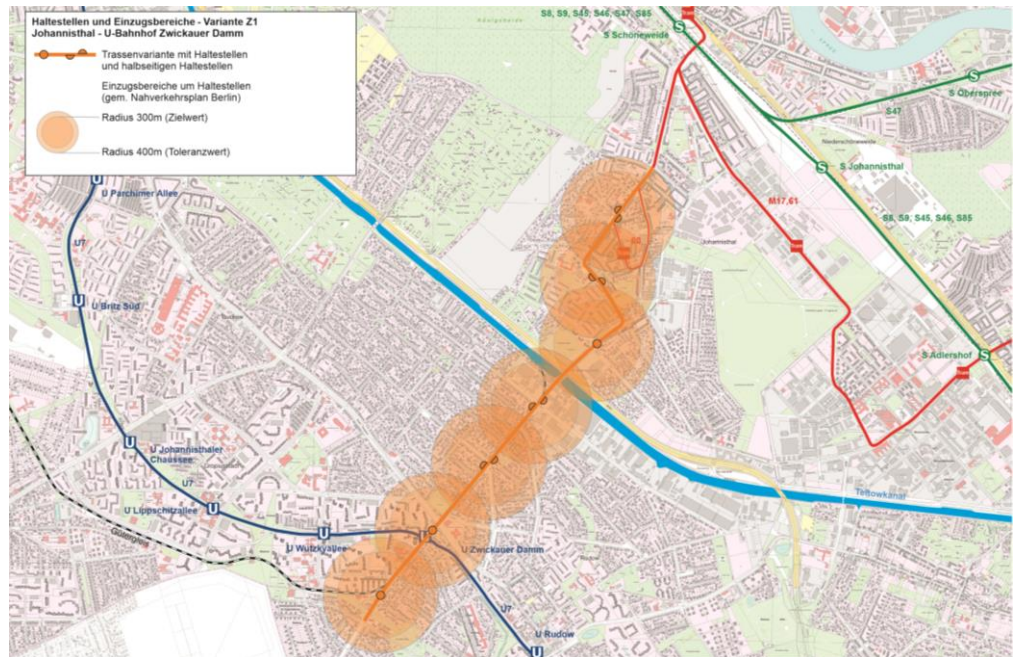 Haltestellen und Einzugsbereiche - Variante Z1
Johannisthal - U-Bahnhof Zwickauer Damm
Trassenvariante mit Haltestellen
und halbseitigen Haltestellen
Einzugsbereiche um Haltestellen
(gem. Nahverkehrsplan Berlin)
Radius 300m (Zielwert)
Radius 400m (Toleranzwert)
S8, S9, S45, S46, S47, S85
S Schöneweide
S
S
S Oberspree
S47
Niederschöneweide
S
S Johannisthal
M17,61
S8, S9, S45, S46, S85
Johannisthal
U
U Parchimer Allee
U7
U
U Britz Süd
S Adlershof
S
U
U Johannisthaler
Chaussee
U7
U Lippschitzallee
U
Teltowkanal
U
U Wutzkyallee
U
U Zwickauer Damm
U7
U Rudow
U